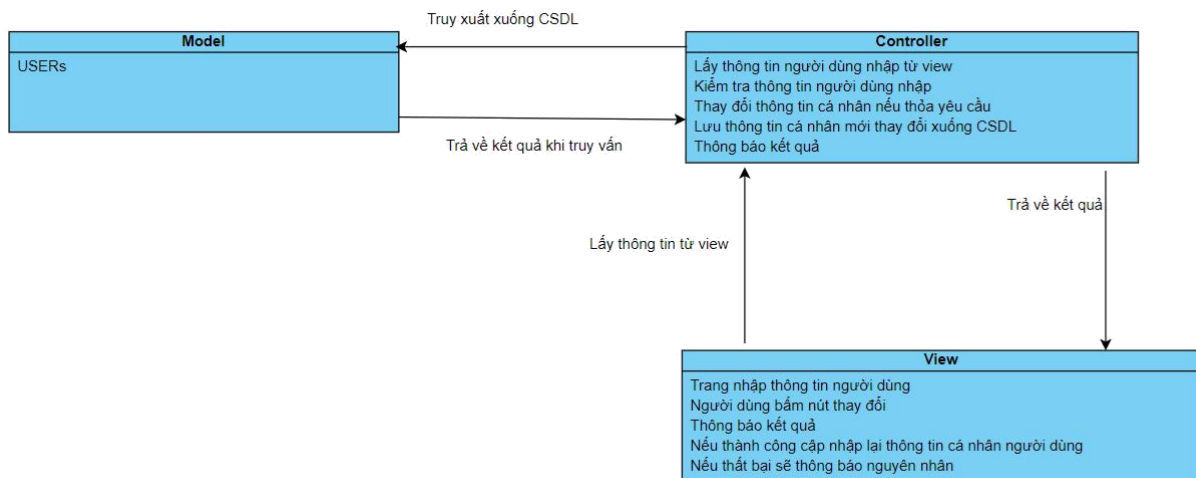 Truy xuất xuống CSDL
Model
USERs
Controller
Lấy thông tin người dùng nhập từ view
Kiểm tra thông tin người dùng nhập
Thay đổi thông tin cá nhân nếu thỏa yêu cầu
Lưu thông tin cá nhân mới thay đổi xuống CSDL
Thông báo kết quả
Trả về kết quả khi truy vấn
Trả về kết quả
Lấy thông tin từ view
View
Trang nhập thông tin người dùng
Người dùng bấm nút thay đổi
Thông báo kết quả
Nếu thành công cập nhập lại thông tin cá nhân người dùng
Nếu thất bại sẽ thông báo nguyên nhân